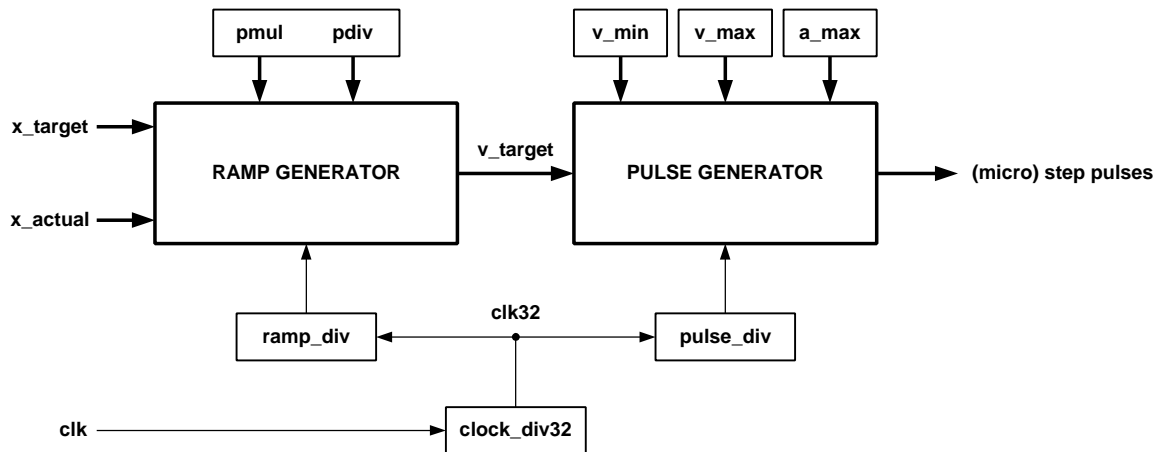 pmul pdiv
v_min
v_max
a_max
x_target
RAMP GENERATOR
v_target
PULSE GENERATOR
(micro) step pulses
x_actual
clk32
ramp_div
pulse_div
clk
clock_div32